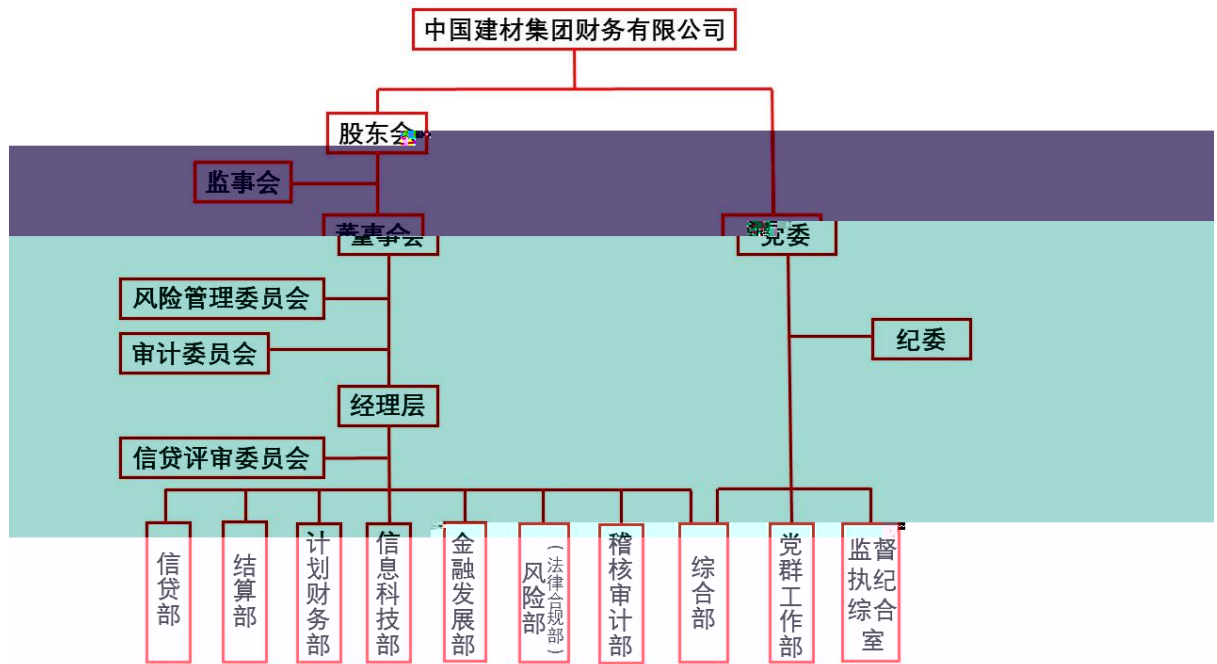 中国建材集团财务有限公司
股东会
监事会
董事会
党委
风险管理委员会
纪委
审计委员会
经理层
信贷评审委员会
信贷部
结算部
计划财务部
信息科技部
金融发展部
风险部
（法律合规部）
稽核审计部
综合部
党群工作部
监督执纪综合室